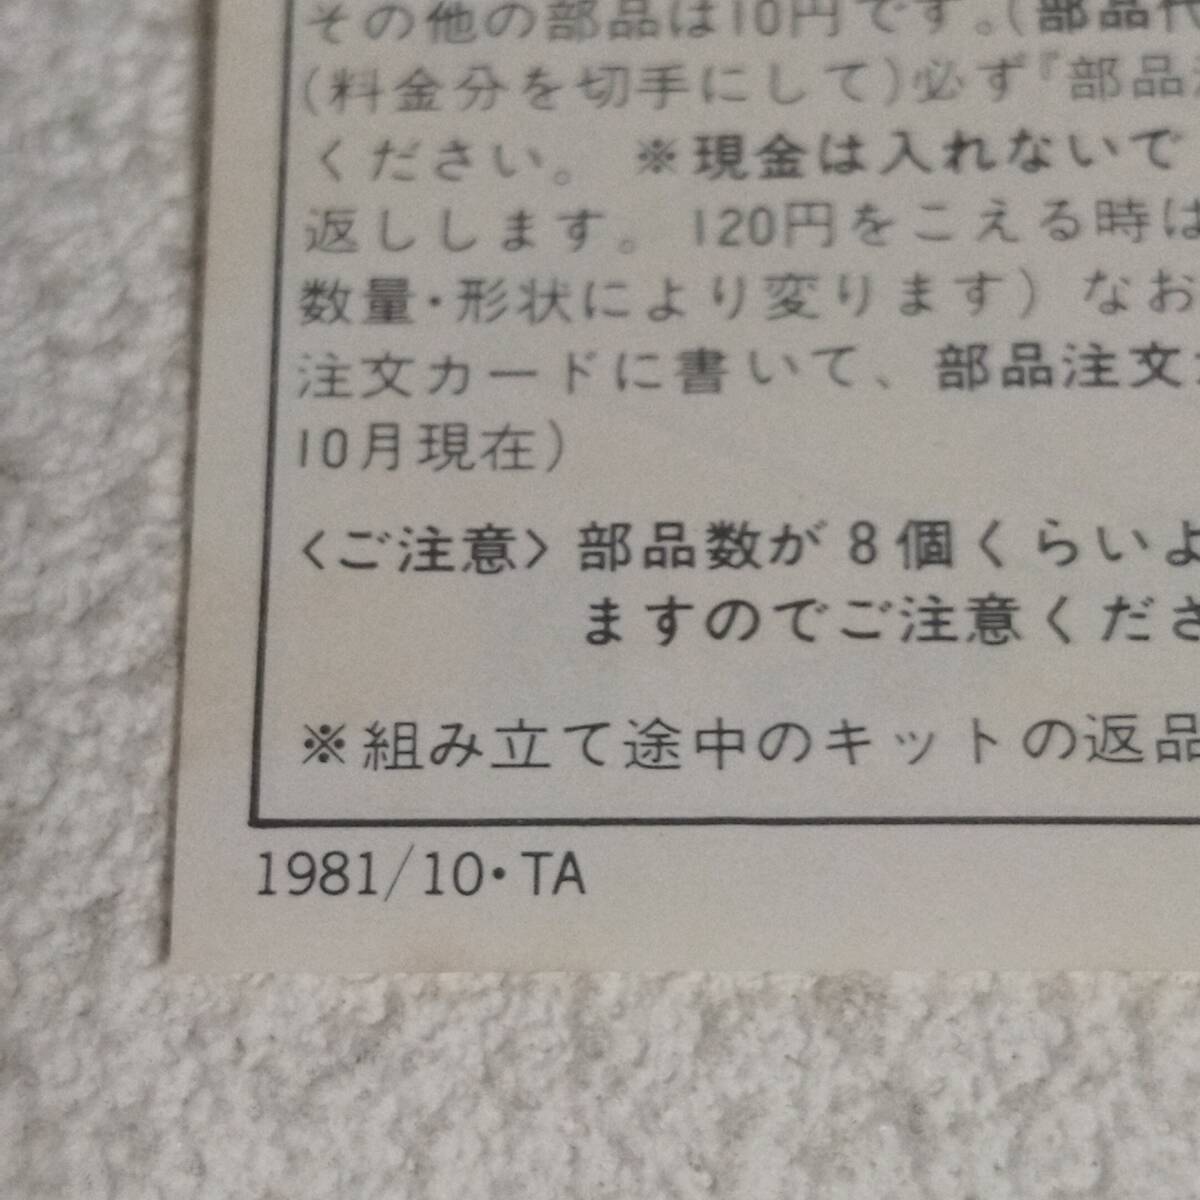 その他の部品は10円です。(部品代
(料金分を切手にして)必ず『部品注
ください。 ※現金は入れないで
返しします。 120円をこえる時は
数量・形状により変ります) なお
注文カードに書いて、部品注文
10月現在)
〈ご注意〉 部品数が 8 個くらいよ
ますのでご注意くださ
※組み立て途中のキットの返品
1981/10・TA